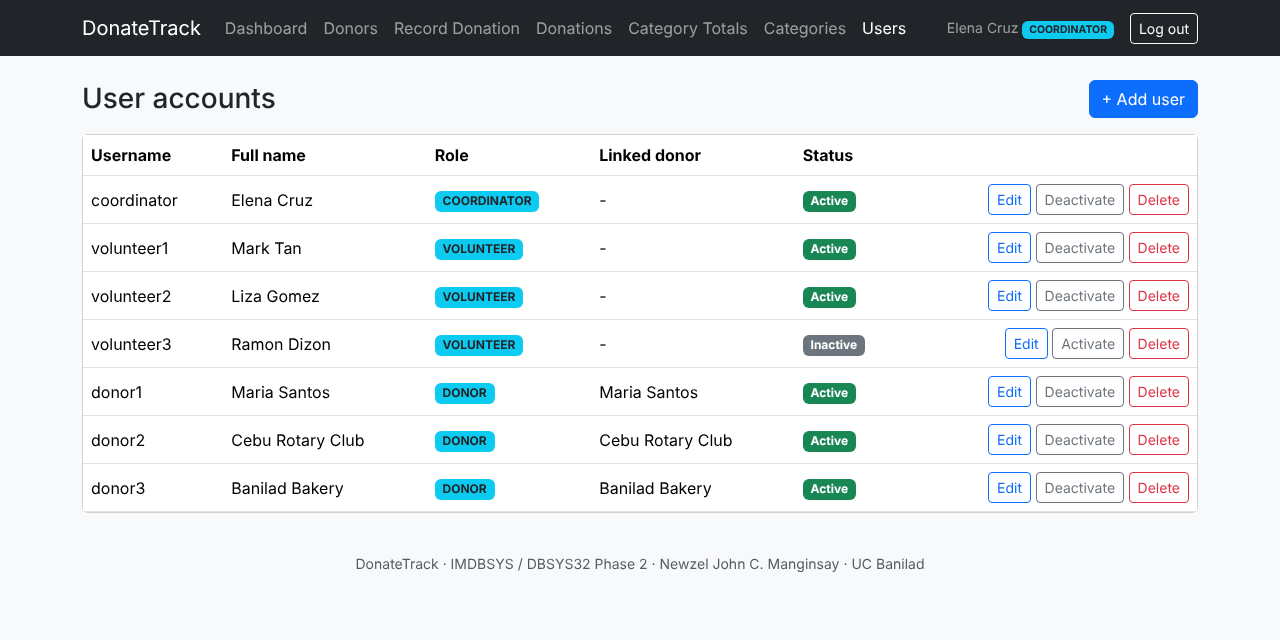 DonateTrack Dashboard Donors Record Donation Donations Category Totals Categories Users Elena Cruz COORDINATOR Log out
User accounts + Add user
Username Full name Role Linked donor Status
coordinator Elena Cruz COORDINATOR - Active Edit Deactivate Delete
volunteer1 Mark Tan VOLUNTEER - Active Edit Deactivate Delete
volunteer2 Liza Gomez VOLUNTEER - Active Edit Deactivate Delete
volunteer3 Ramon Dizon VOLUNTEER - Inactive Edit Activate Delete
donor1 Maria Santos DONOR Maria Santos Active Edit Deactivate Delete
donor2 Cebu Rotary Club DONOR Cebu Rotary Club Active Edit Deactivate Delete
donor3 Banilad Bakery DONOR Banilad Bakery Active Edit Deactivate Delete
DonateTrack · IMDBSYS / DBSYS32 Phase 2 · Newzel John C. Manginsay · UC Banilad